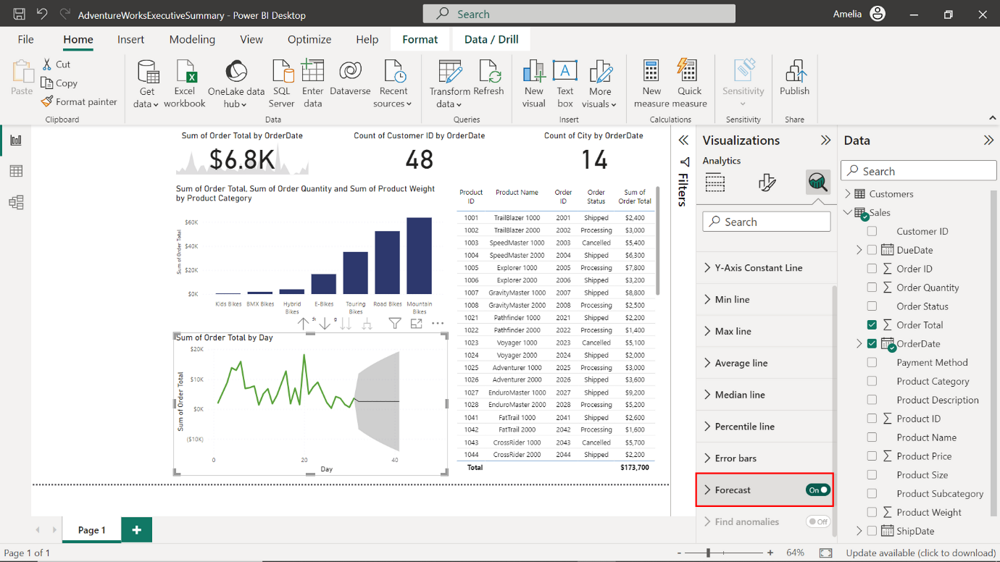 AdventureWorksExecutiveSummary - Power BI Desktop
Search
Amelia
File
Home
Insert
Modeling
View
Optimize
Help
Format
Data / Drill
Paste
Cut
Copy
Format painter
Clipboard
Get
data
Excel
workbook
OneLake data
hub
SQL
Server
Enter
data
Dataverse
Recent
sources
Data
Transform
data
Refresh
Queries
New
visual
Text
box
More
visuals
Insert
New
measure
Quick
measure
Calculations
Sensitivity
Sensitivity
Publish
Share
Sum of Order Total by OrderDate
$6.8K
Count of Customer ID by OrderDate
48
Count of City by OrderDate
14
Sum of Order Total, Sum of Order Quantity and Sum of Product Weight
by Product Category
Sum of Order Total
$60K
$40K
$20K
$0K
Kids Bikes
BMX Bikes
Hybrid
Bikes
E-Bikes
Touring
Bikes
Road Bikes
Mountain
Bikes
Sum of Order Total by Day
Sum of Order Total
$20K
$10K
$0K
($10K)
0
20
40
Day
Product
ID
Product Name
Order
ID
Order
Status
Sum of
Order Total
1001 TrailBlazer 1000 2001 Shipped $2,400
1002 TrailBlazer 2000 2002 Processing $3,000
1003 SpeedMaster 1000 2003 Cancelled $5,400
1004 SpeedMaster 2000 2004 Shipped $6,300
1005 Explorer 1000 2005 Processing $7,800
1006 Explorer 2000 2006 Shipped $3,200
1007 GravityMaster 1000 2007 Shipped $8,800
1008 GravityMaster 2000 2008 Processing $2,500
1021 Pathfinder 1000 2021 Shipped $2,200
1022 Pathfinder 2000 2022 Processing $1,400
1023 Voyager 1000 2023 Cancelled $5,100
1024 Voyager 2000 2024 Shipped $2,000
1025 Adventurer 1000 2025 Processing $3,000
1026 Adventurer 2000 2026 Shipped $3,600
1027 EnduroMaster 1000 2027 Shipped $9,200
1028 EnduroMaster 2000 2028 Processing $5,200
1041 FatTrail 1000 2041 Shipped $2,600
1042 FatTrail 2000 2042 Processing $1,600
1043 CrossRider 1000 2043 Cancelled $5,700
1044 CrossRider 2000 2044 Shipped $2,200
Total $173,700
Filters
Visualizations
Analytics
Search
Y-Axis Constant Line
Min line
Max line
Average line
Median line
Percentile line
Error bars
Forecast On
Find anomalies Off
Data
Search
Customers
Sales
Customer ID
DueDate
Order ID
Order Quantity
Order Status
Order Total
OrderDate
Payment Method
Product Category
Product Description
Product ID
Product Name
Product Price
Product Size
Product Subcategory
Product Weight
ShipDate
Page 1
+
Page 1 of 1
- + 64%
Update available (click to download)